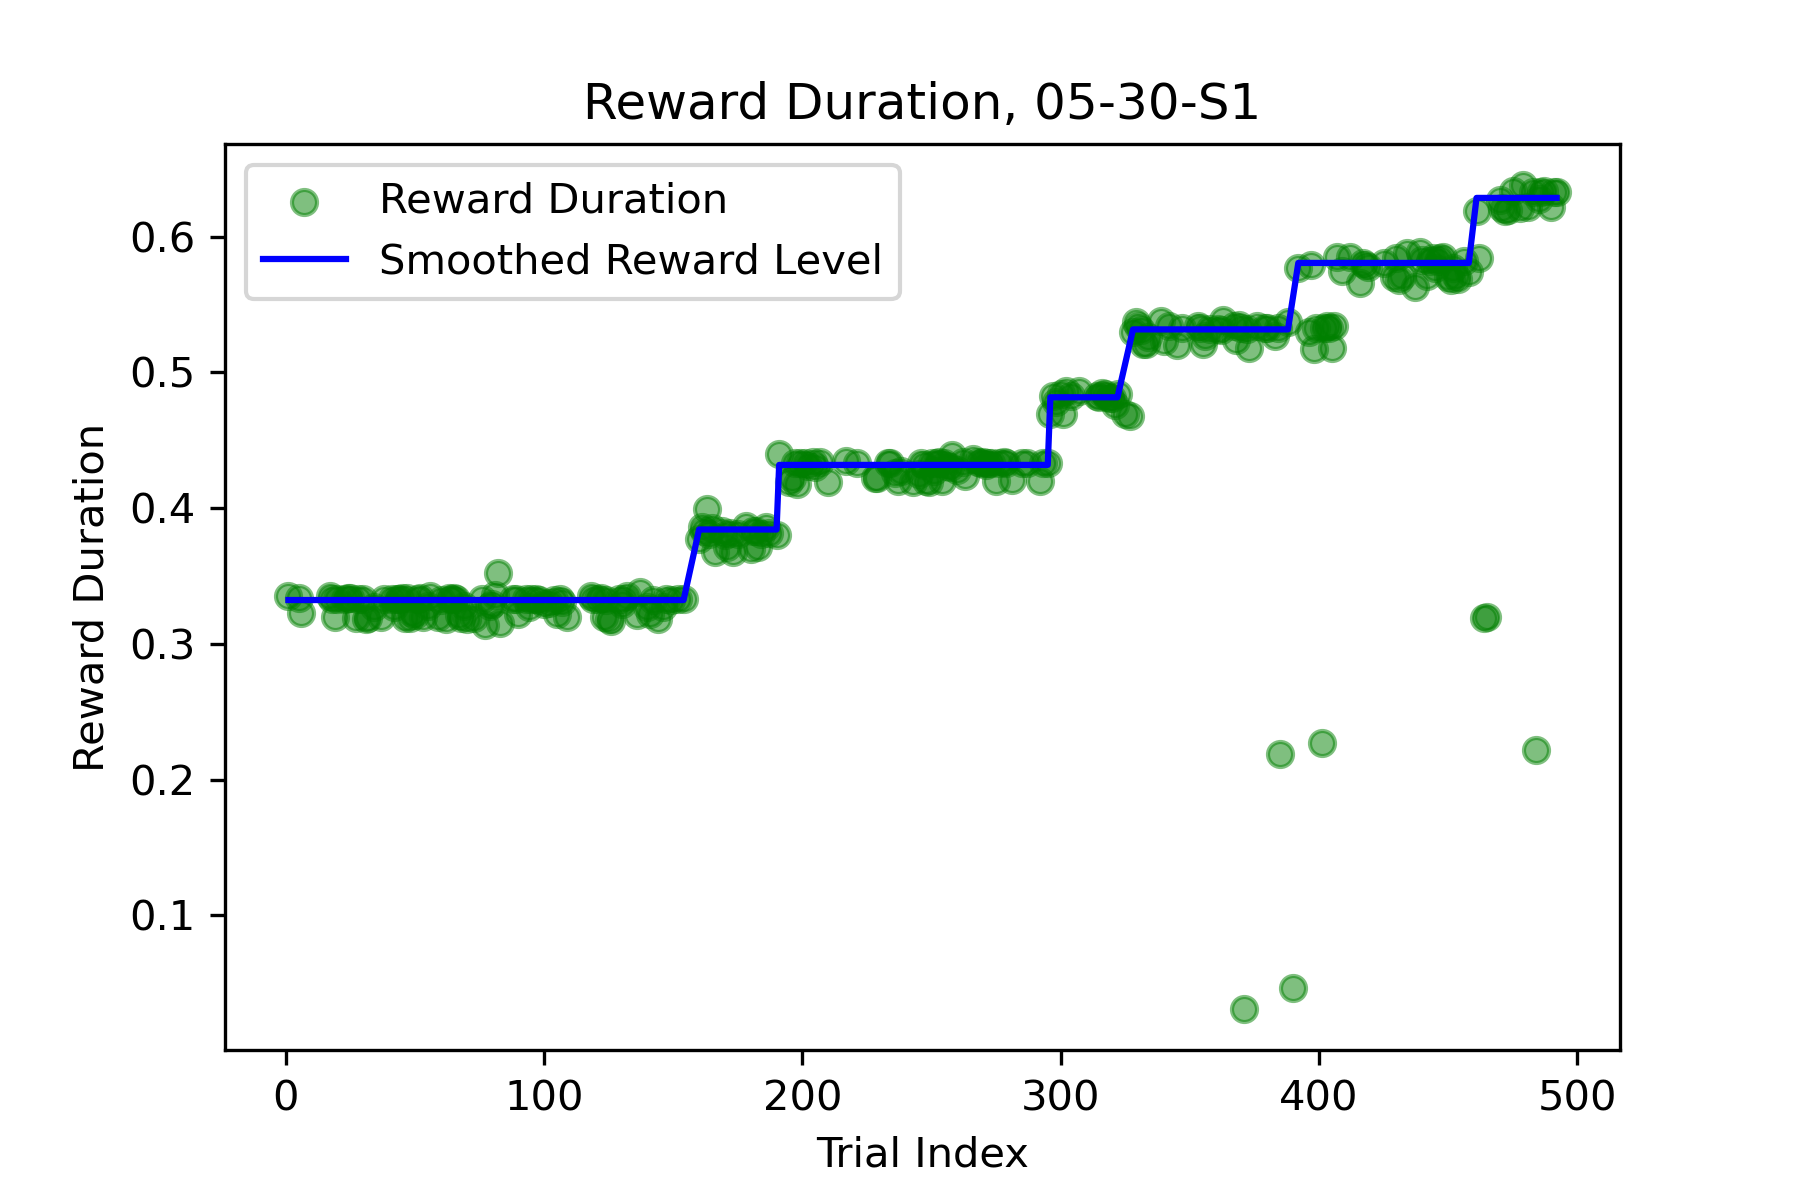 Reward Duration, 05-30-S1
Reward Duration
Smoothed Reward Level
0.6
0.5
0.4
0.3
0.2
0.1
Reward Duration
0 100 200 300 400 500
Trial Index